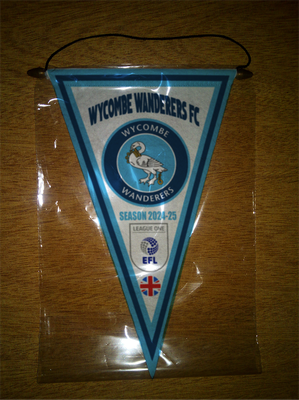 WYCOMBE WANDERERS FC
WYCOMBE
WANDERERS
SEASON 2024-25
LEAGUE ONE
EFL